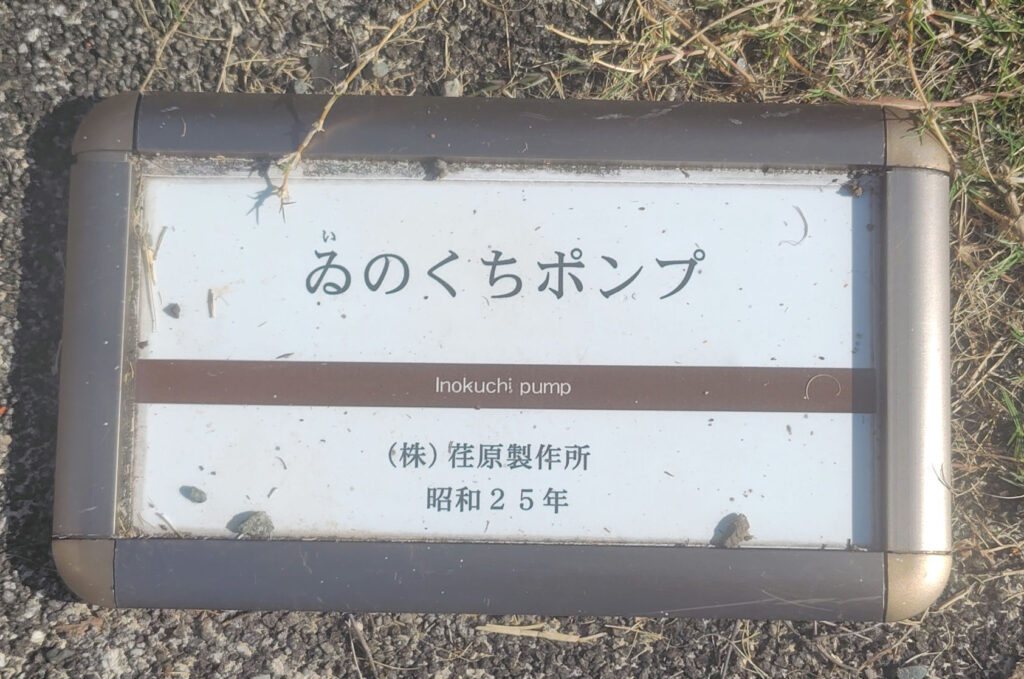 い
ゐのくちポンプ
Inokuchi pump
(株)荏原製作所
昭和２５年